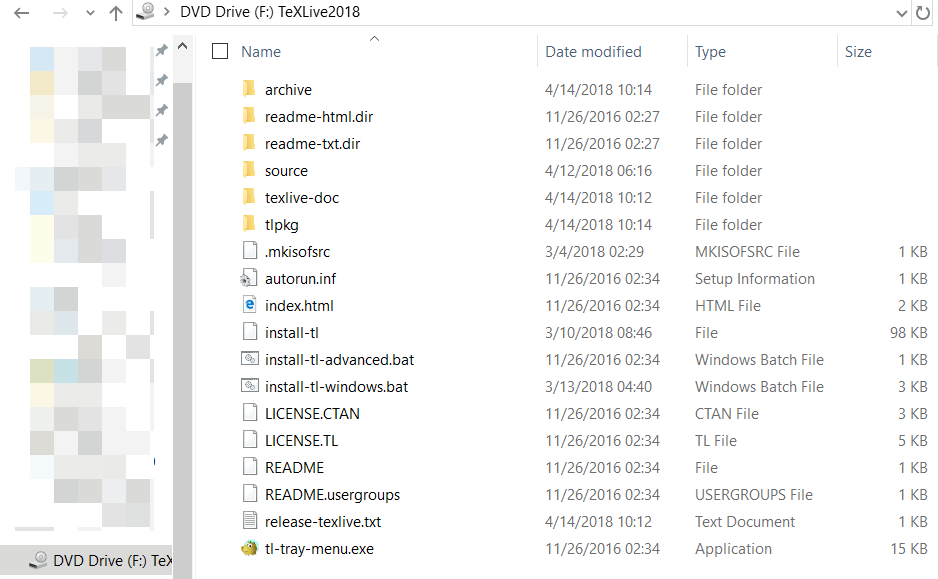 DVD Drive (F:) TeXLive2018
Name Date modified Type Size
archive 4/14/2018 10:14 File folder
readme-html.dir 11/26/2016 02:27 File folder
readme-txt.dir 11/26/2016 02:27 File folder
source 4/12/2018 06:16 File folder
texlive-doc 4/14/2018 10:12 File folder
tlpkg 4/14/2018 10:14 File folder
.mkisofsrc 3/4/2018 02:29 MKISOFSRC File 1 KB
autorun.inf 11/26/2016 02:34 Setup Information 1 KB
index.html 11/26/2016 02:34 HTML File 2 KB
install-tl 3/10/2018 08:46 File 98 KB
install-tl-advanced.bat 11/26/2016 02:34 Windows Batch File 1 KB
install-tl-windows.bat 3/13/2018 04:40 Windows Batch File 3 KB
LICENSE.CTAN 11/26/2016 02:34 CTAN File 3 KB
LICENSE.TL 11/26/2016 02:34 TL File 5 KB
README 11/26/2016 02:34 File 1 KB
README.usergroups 11/26/2016 02:34 USERGROUPS File 1 KB
release-texlive.txt 4/14/2018 10:12 Text Document 1 KB
tl-tray-menu.exe 11/26/2016 02:34 Application 15 KB
DVD Drive (F:) TeX